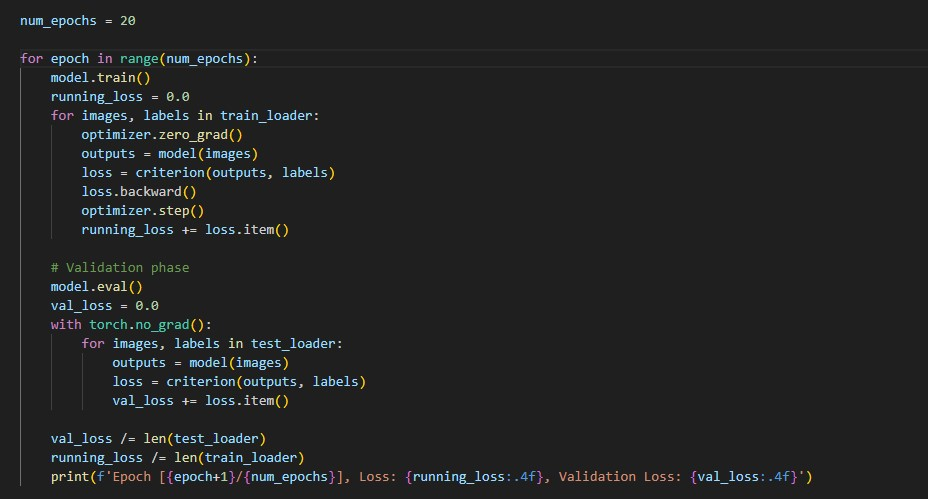 num_epochs = 20
for epoch in range(num_epochs):
    model.train()
    running_loss = 0.0
    for images, labels in train_loader:
        optimizer.zero_grad()
        outputs = model(images)
        loss = criterion(outputs, labels)
        loss.backward()
        optimizer.step()
        running_loss += loss.item()
    # Validation phase
    model.eval()
    val_loss = 0.0
    with torch.no_grad():
        for images, labels in test_loader:
            outputs = model(images)
            loss = criterion(outputs, labels)
            val_loss += loss.item()
    val_loss /= len(test_loader)
    running_loss /= len(train_loader)
    print(f'Epoch [{epoch+1}/{num_epochs}], Loss: {running_loss:.4f}, Validation Loss: {val_loss:.4f}')